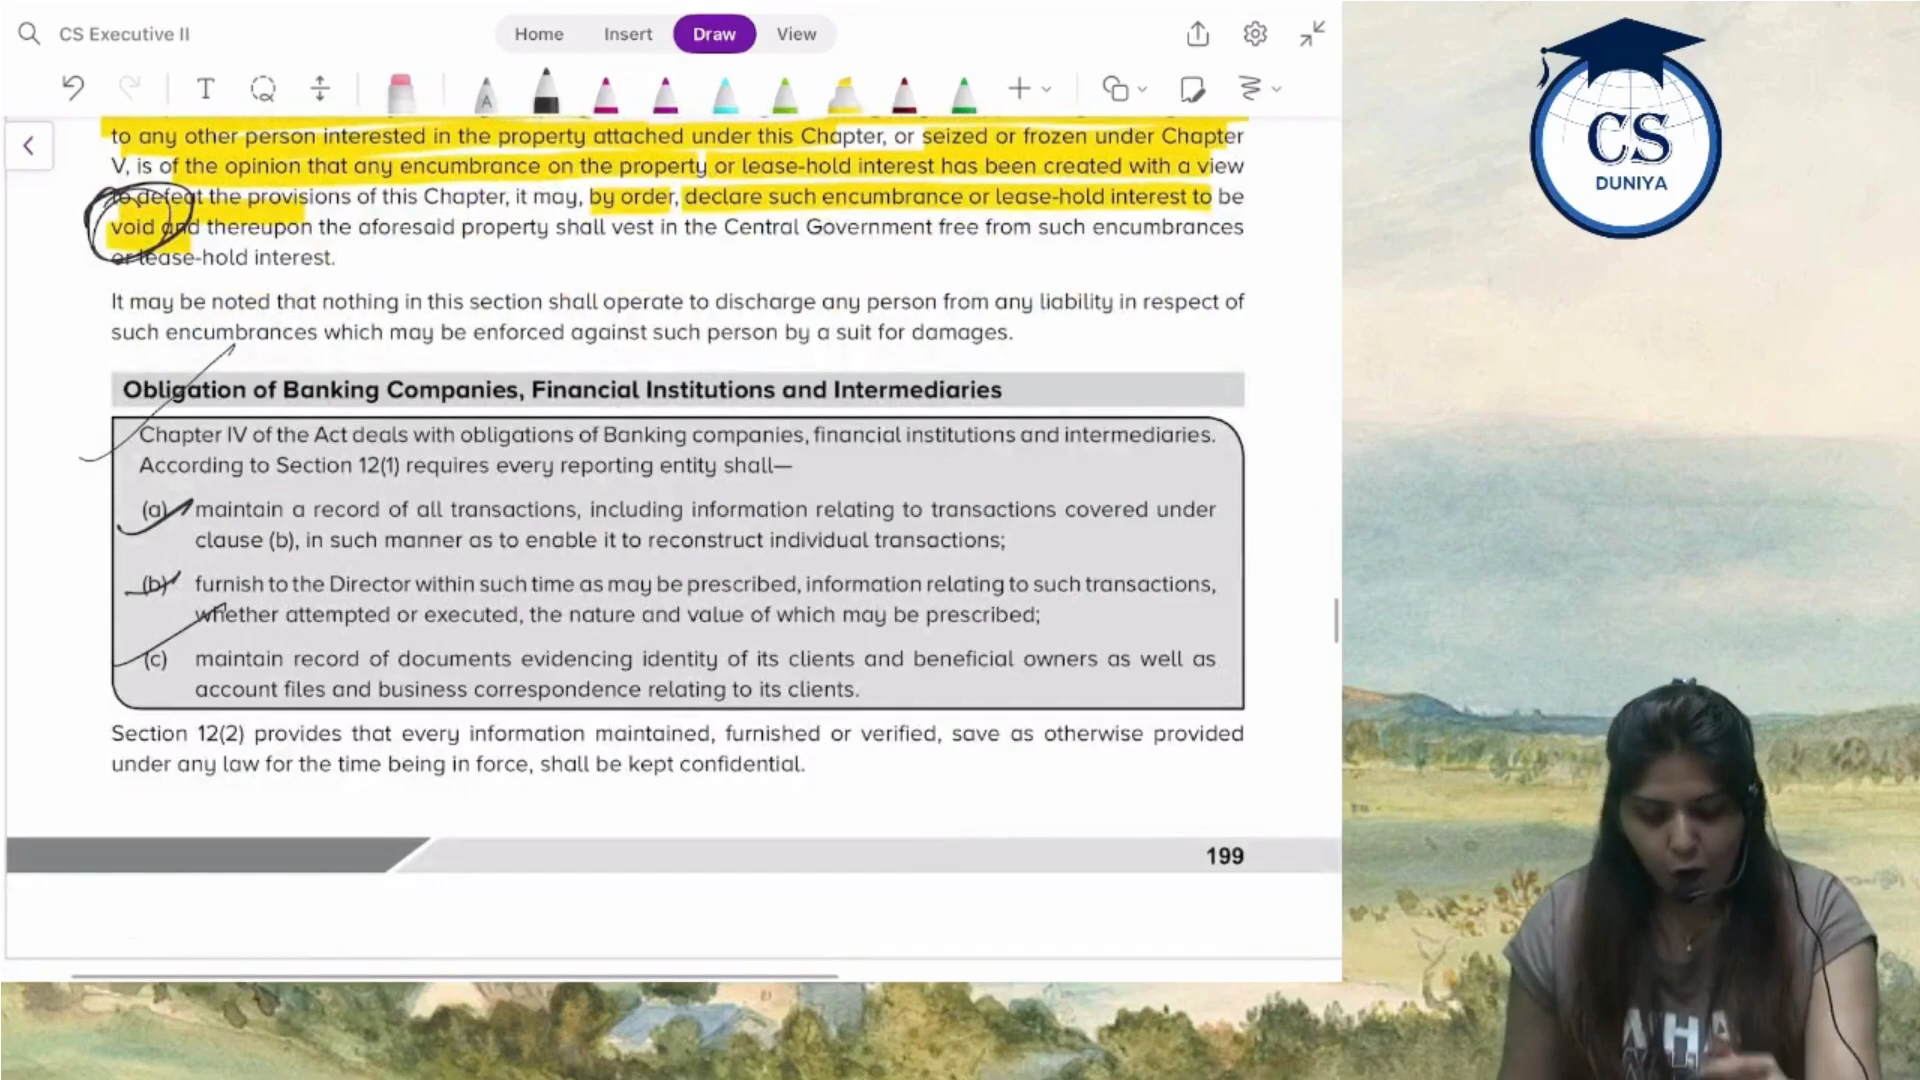 CS Executive II
Home Insert Draw View
T
A
to any other person interested in the property attached under this Chapter, or seized or frozen under Chapter
V, is of the opinion that any encumbrance on the property or lease-hold interest has been created with a view
to defeat the provisions of this Chapter, it may, by order, declare such encumbrance or lease-hold interest to be
void and thereupon the aforesaid property shall vest in the Central Government free from such encumbrances
or lease-hold interest.
It may be noted that nothing in this section shall operate to discharge any person from any liability in respect of
such encumbrances which may be enforced against such person by a suit for damages.
Obligation of Banking Companies, Financial Institutions and Intermediaries
Chapter IV of the Act deals with obligations of Banking companies, financial institutions and intermediaries.
According to Section 12(1) requires every reporting entity shall—
(a) maintain a record of all transactions, including information relating to transactions covered under
clause (b), in such manner as to enable it to reconstruct individual transactions;
(b) furnish to the Director within such time as may be prescribed, information relating to such transactions,
whether attempted or executed, the nature and value of which may be prescribed;
(c) maintain record of documents evidencing identity of its clients and beneficial owners as well as
account files and business correspondence relating to its clients.
Section 12(2) provides that every information maintained, furnished or verified, save as otherwise provided
under any law for the time being in force, shall be kept confidential.
199
CS
DUNIYA